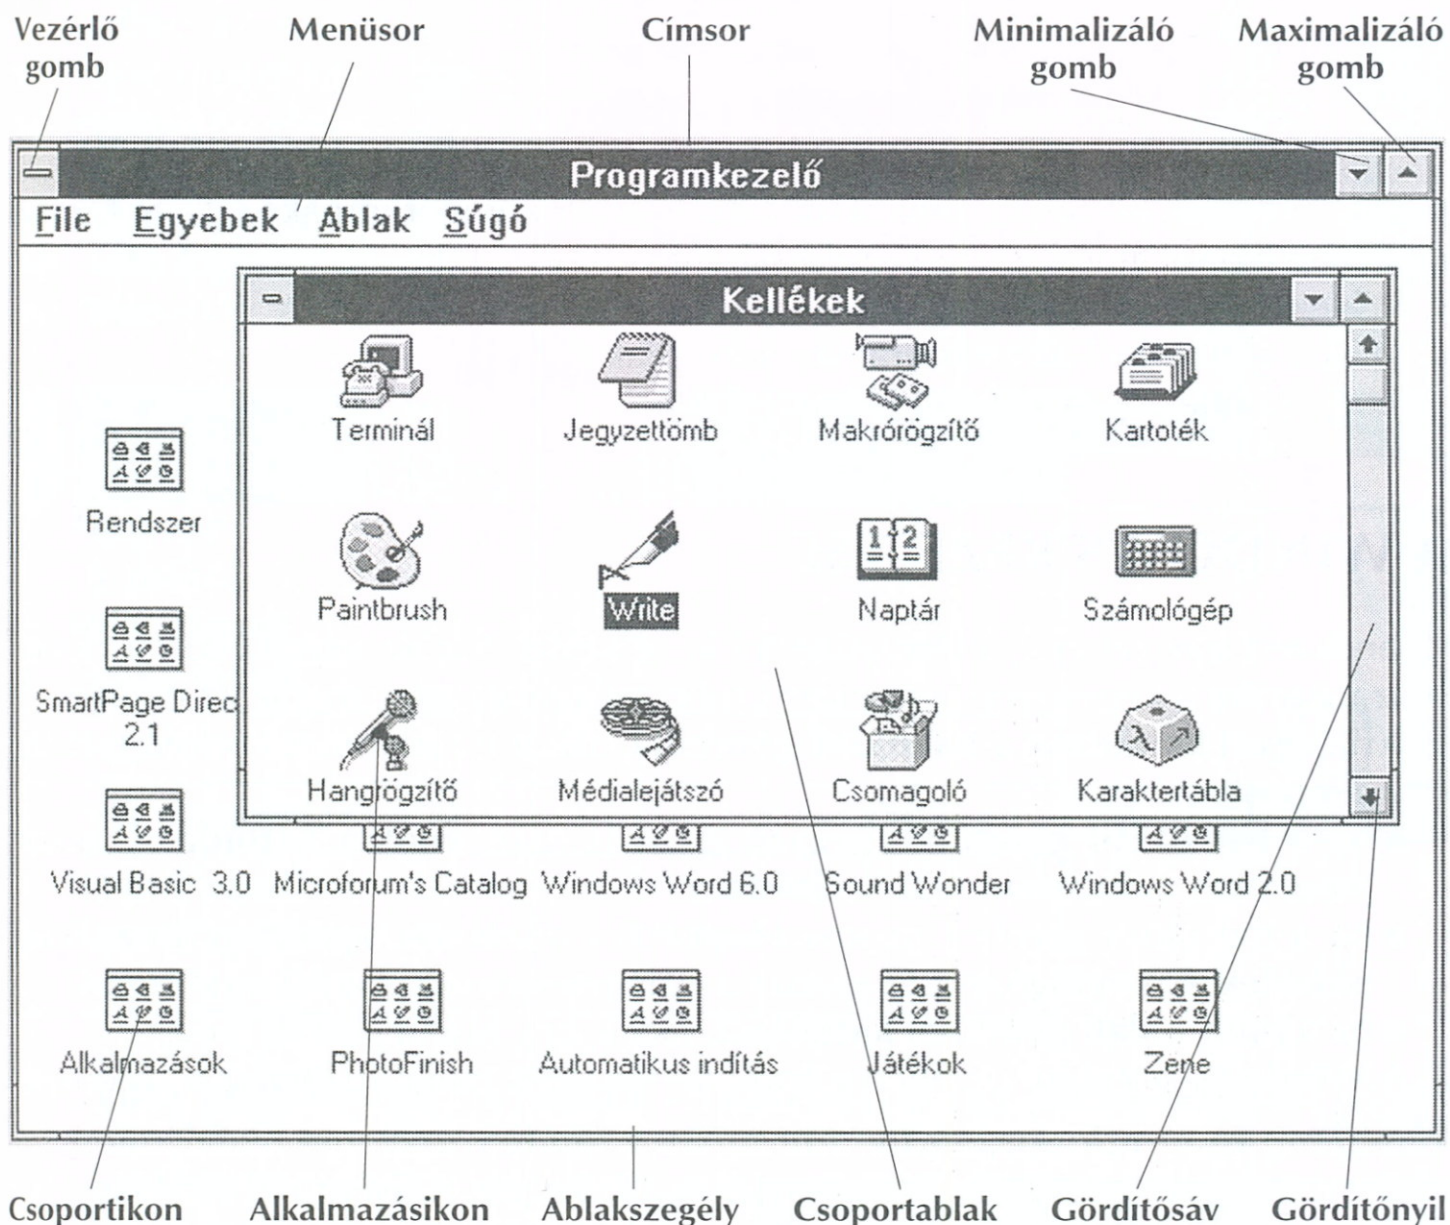 Vezérlő gomb Menüsor Címsor Minimalizáló gomb Maximalizáló gomb
Programkezelő
File Egyebek Ablak Súgó
Kellékek
Terminál Jegyzettömb Makrórögzítő Kartoték
Rendszer
Paintbrush Write Naptár Számológép
SmartPage Direc
2.1
Hangrögzítő Médialejátszó Csomagoló Karaktertábla
Visual Basic 3.0 Microforum's Catalog Windows Word 6.0 Sound Wonder Windows Word 2.0
Alkalmazások PhotoFinish Automatikus indítás Játékok Zene
Csoportikon Alkalmazásikon Ablakszegély Csoportablak Gördítősáv Gördítőnyil